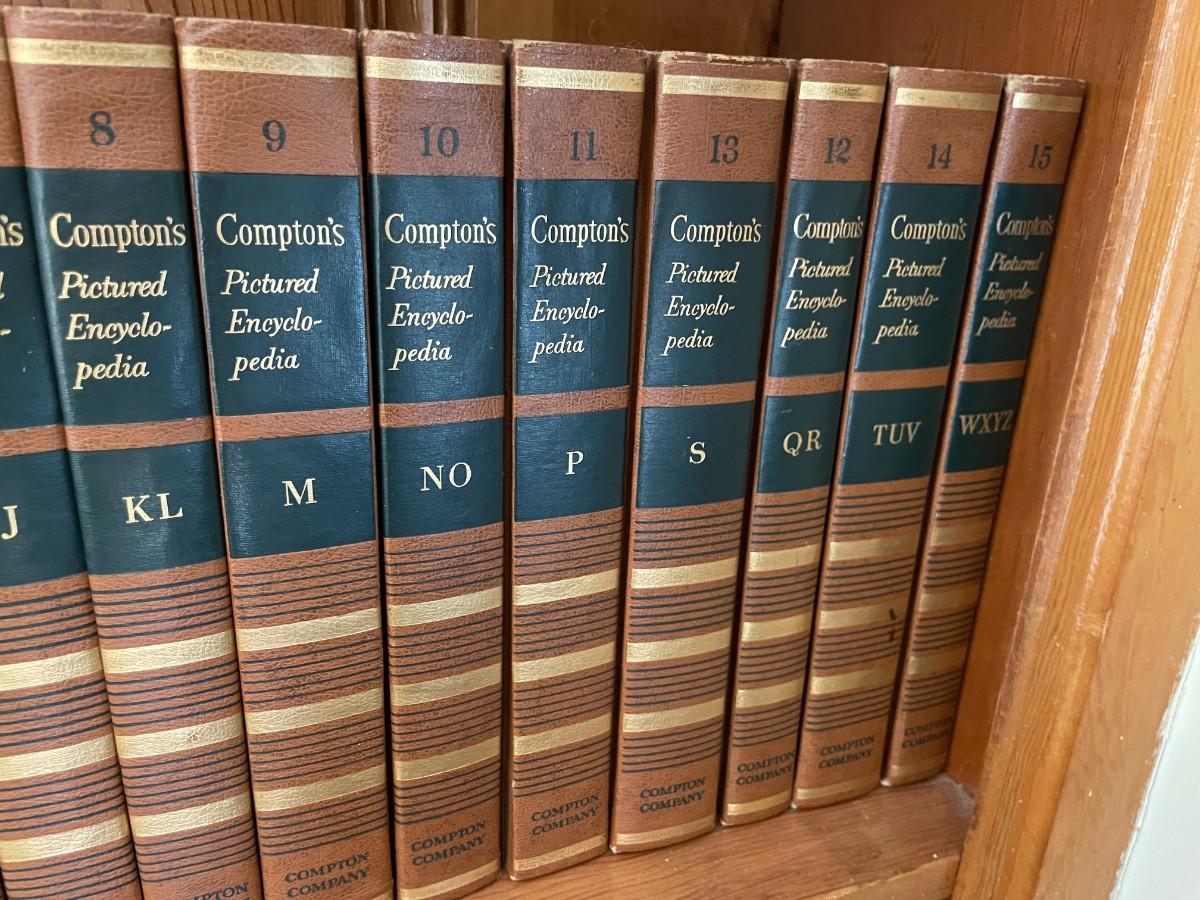 's
J
8
Compton's
Pictured
Encyclo-
pedia
KL
9
Compton's
Pictured
Encyclo-
pedia
M
COMPTON
COMPANY
10
Compton's
Pictured
Encyclo-
pedia
NO
COMPTON
COMPANY
11
Compton's
Pictured
Encyclo-
pedia
P
COMPTON
COMPANY
13
Compton's
Pictured
Encyclo-
pedia
S
COMPTON
COMPANY
12
Compton's
Pictured
Encyclo-
pedia
QR
COMPTON
COMPANY
14
Compton's
Pictured
Encyclo-
pedia
TUV
COMPTON
COMPANY
15
Compton's
Pictured
Encyclo-
pedia
WXYZ
COMPTON
COMPANY